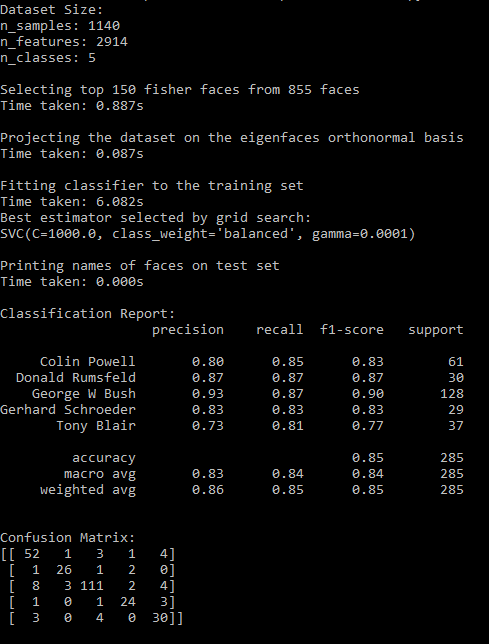 Dataset Size:
n_samples: 1140
n_features: 2914
n_classes: 5
Selecting top 150 fisher faces from 855 faces
Time taken: 0.887s
Projecting the dataset on the eigenfaces orthonormal basis
Time taken: 0.087s
Fitting classifier to the training set
Time taken: 6.082s
Best estimator selected by grid search:
SVC(C=1000.0, class_weight='balanced', gamma=0.0001)
Printing names of faces on test set
Time taken: 0.000s
Classification Report:
precision recall f1-score support
Colin Powell 0.80 0.85 0.83 61
Donald Rumsfeld 0.87 0.87 0.87 30
George W Bush 0.93 0.87 0.90 128
Gerhard Schroeder 0.83 0.83 0.83 29
Tony Blair 0.73 0.81 0.77 37
accuracy 0.85 285
macro avg 0.83 0.84 0.84 285
weighted avg 0.86 0.85 0.85 285
Confusion Matrix:
[[ 52 1 3 1 4]
[ 1 26 1 2 0]
[ 8 3 111 2 4]
[ 1 0 1 24 3]
[ 3 0 4 0 30]]